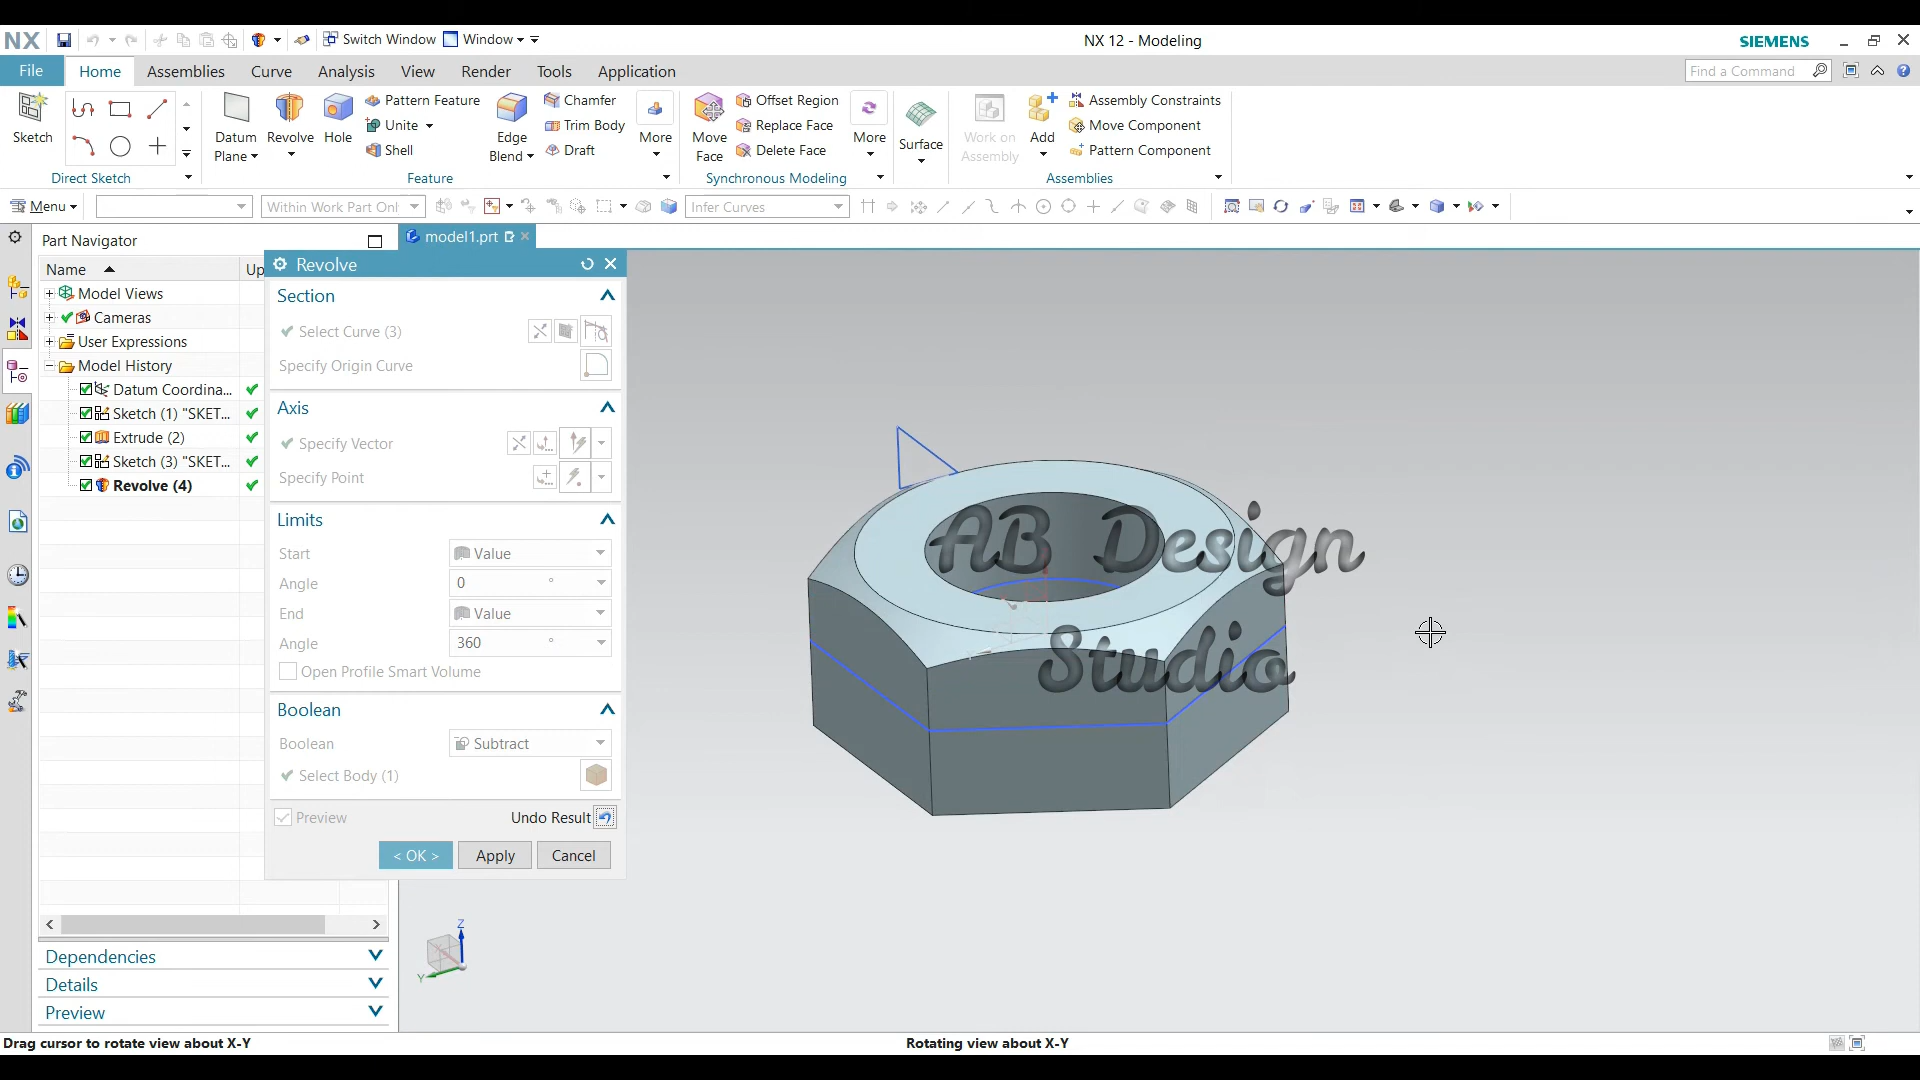 NX Switch Window Window NX 12 - Modeling SIEMENS
File Home Assemblies Curve Analysis View Render Tools Application Find a Command
Sketch Datum Plane Revolve Hole Pattern Feature Unite Shell Edge Blend Chamfer Trim Body Draft More Move Face Offset Region Replace Face Delete Face More Surface Work on Assembly Add Assembly Constraints Move Component Pattern Component
Direct Sketch Feature Synchronous Modeling Assemblies
Menu Within Work Part Onl Infer Curves
Part Navigator model1.prt
Name Up
Model Views
Cameras
User Expressions
Model History
Datum Coordina...
Sketch (1) "SKET...
Extrude (2)
Sketch (3) "SKET...
Revolve (4)
Dependencies
Details
Preview
Revolve
Section
Select Curve (3)
Specify Origin Curve
Axis
Specify Vector
Specify Point
Limits
Start Value
Angle 0 °
End Value
Angle 360 °
Open Profile Smart Volume
Boolean
Boolean Subtract
Select Body (1)
Preview Undo Result
< OK > Apply Cancel
AB Design
Studio
Z
Y
Drag cursor to rotate view about X-Y Rotating view about X-Y